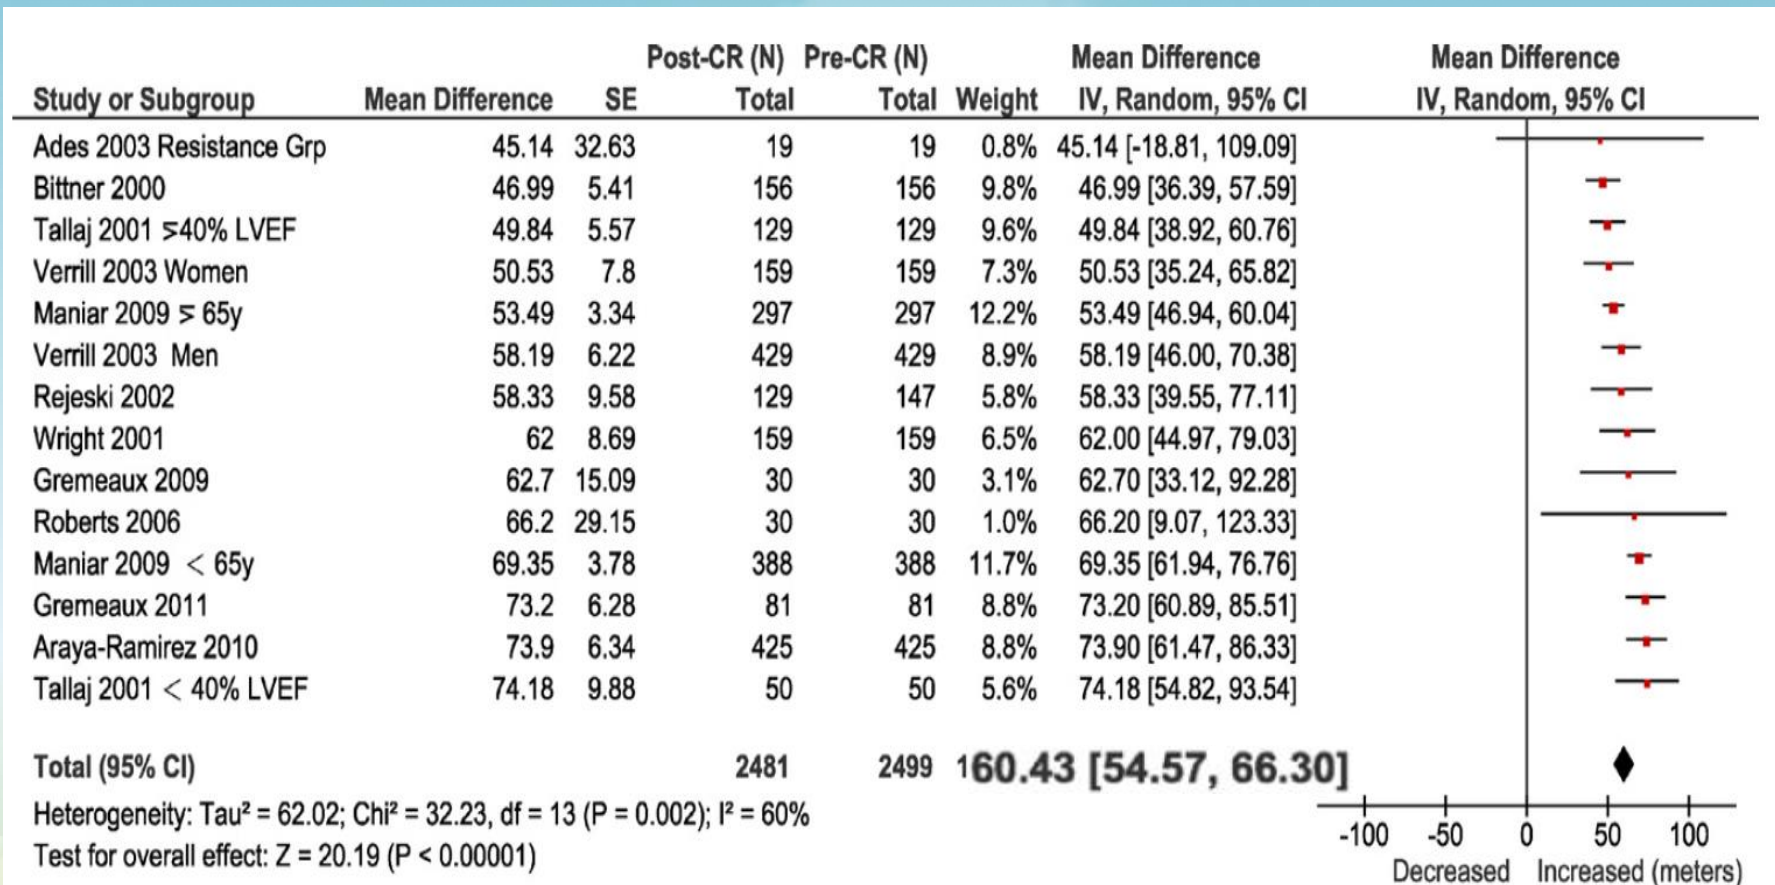 Post-CR (N) Pre-CR (N) Mean Difference Mean Difference
Study or Subgroup Mean Difference SE Total Total Weight IV, Random, 95% CI IV, Random, 95% CI
Ades 2003 Resistance Grp 45.14 32.63 19 19 0.8% 45.14 [-18.81, 109.09]
Bittner 2000 46.99 5.41 156 156 9.8% 46.99 [36.39, 57.59]
Tallaj 2001 ≥40% LVEF 49.84 5.57 129 129 9.6% 49.84 [38.92, 60.76]
Verrill 2003 Women 50.53 7.8 159 159 7.3% 50.53 [35.24, 65.82]
Maniar 2009 ≥ 65y 53.49 3.34 297 297 12.2% 53.49 [46.94, 60.04]
Verrill 2003 Men 58.19 6.22 429 429 8.9% 58.19 [46.00, 70.38]
Rejeski 2002 58.33 9.58 129 147 5.8% 58.33 [39.55, 77.11]
Wright 2001 62 8.69 159 159 6.5% 62.00 [44.97, 79.03]
Gremeaux 2009 62.7 15.09 30 30 3.1% 62.70 [33.12, 92.28]
Roberts 2006 66.2 29.15 30 30 1.0% 66.20 [9.07, 123.33]
Maniar 2009 < 65y 69.35 3.78 388 388 11.7% 69.35 [61.94, 76.76]
Gremeaux 2011 73.2 6.28 81 81 8.8% 73.20 [60.89, 85.51]
Araya-Ramirez 2010 73.9 6.34 425 425 8.8% 73.90 [61.47, 86.33]
Tallaj 2001 < 40% LVEF 74.18 9.88 50 50 5.6% 74.18 [54.82, 93.54]
Total (95% CI) 2481 2499 160.43 [54.57, 66.30]
Heterogeneity: Tau² = 62.02; Chi² = 32.23, df = 13 (P = 0.002); I² = 60%
Test for overall effect: Z = 20.19 (P < 0.00001)
-100 -50 0 50 100
Decreased Increased (meters)